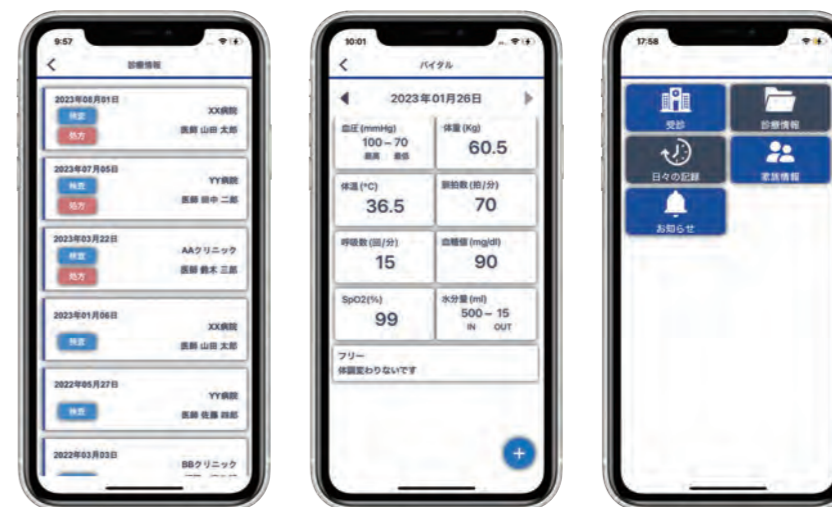 9:57
診療情報
2023年08月01日
検査
XX病院
処方
医師 山田 太郎
2023年07月05日
検査
YY病院
処方
医師 田中 二郎
2023年03月22日
検査
AAクリニック
処方
医師 鈴木 三郎
2023年01月06日
XX病院
検査
医師 山田 太郎
2022年05月27日
YY病院
検査
医師 佐藤 四郎
2022年03月03日
BBクリニック
10:01
バイタル
2023年01月26日
血圧 (mmHg)
100 – 70
最高 最低
体重 (Kg)
60.5
体温 (°C)
36.5
脈拍数 (拍/分)
70
呼吸数 (回/分)
15
血糖値 (mg/dl)
90
SpO2(%)
99
水分量 (ml)
500 – 15
IN OUT
フリー
体調変わりないです
17:58
受診
診療情報
日々の記録
家族情報
お知らせ